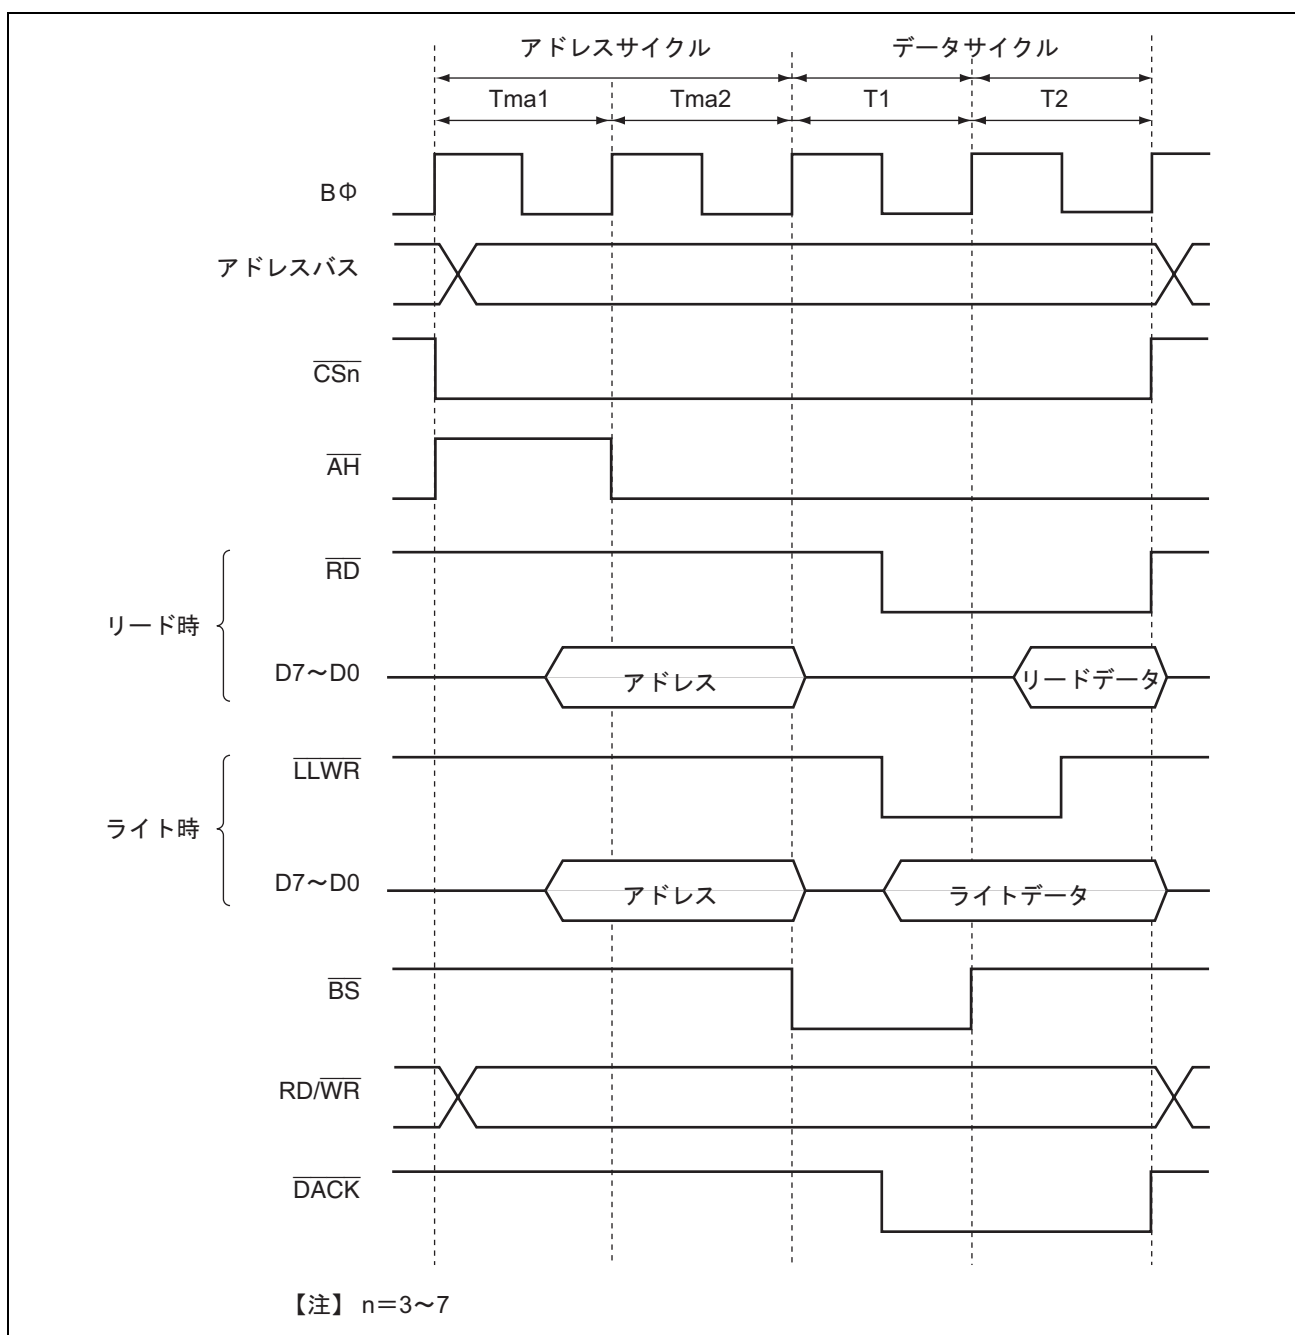 アドレスサイクル データサイクル
Tma1 Tma2 T1 T2
BΦ
アドレスバス
CSn
AH
RD
リード時
D7～D0 アドレス リードデータ
LLWR
ライト時
D7～D0 アドレス ライトデータ
BS
RD/WR
DACK
【注】 n＝3～7